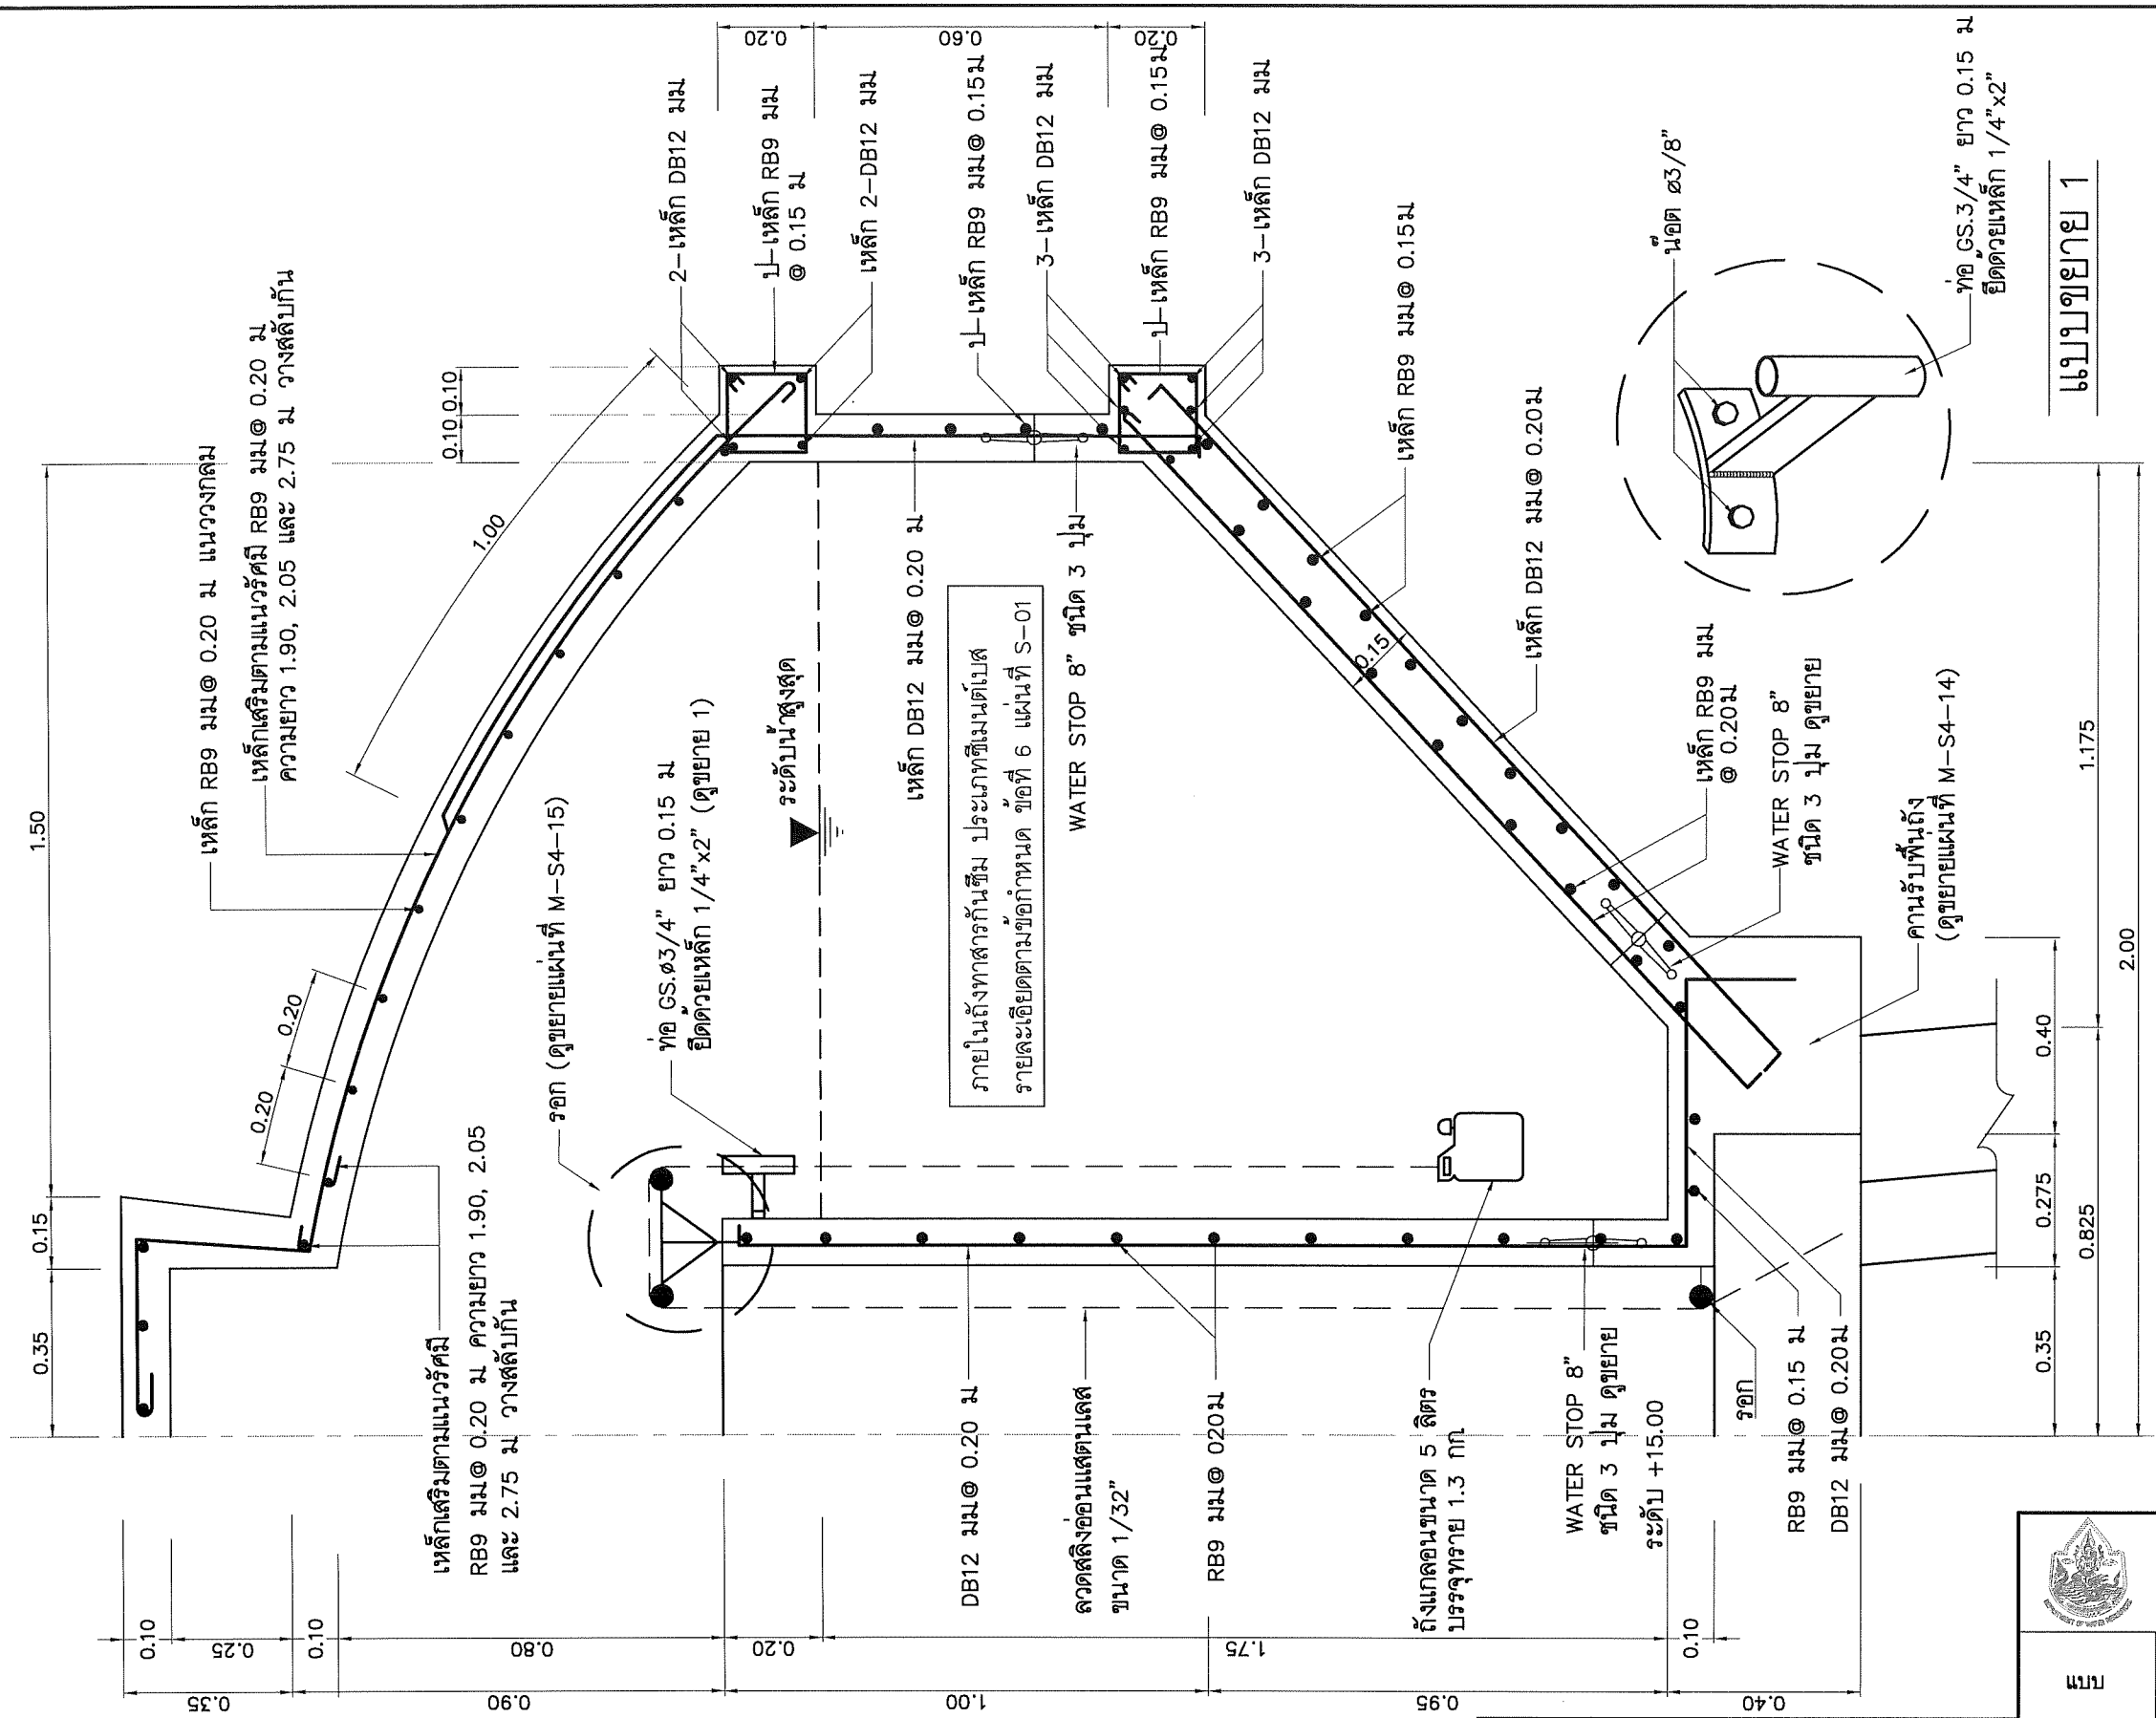 0.35
0.15
1.50
0.20
0.20
1.00
0.10
0.10
0.20
0.60
0.20
เหล็ก RB9 มม@ 0.20 ม แนววงกลม
เหล็กเสริมตามแนวรัศมี RB9 มม@ 0.20 ม
ความยาว 1.90, 2.05 และ 2.75 ม วางสลับกัน
2-เหล็ก DB12 มม
ป-เหล็ก RB9 มม
@ 0.15 ม
เหล็ก 2-DB12 มม
ป-เหล็ก RB9 มม@ 0.15ม
3-เหล็ก DB12 มม
ป-เหล็ก RB9 มม@ 0.15ม
3-เหล็ก DB12 มม
เหล็กเสริมตามแนวรัศมี
RB9 มม@ 0.20 ม ความยาว 1.90, 2.05
และ 2.75 ม วางสลับกัน
รอก (ดูขยายแผ่นที่ M-S4-15)
ท่อ GS.ø3/4" ยาว 0.15 ม
ยึดด้วยเหล็ก 1/4"x2" (ดูขยาย 1)
ระดับน้ำสูงสุด
เหล็ก DB12 มม@ 0.20 ม
ภายในถังทาสารกันซึม ประเภทซีเมนต์เบส
รายละเอียดตามข้อกำหนด ข้อที่ 6 แผ่นที่ S-01
WATER STOP 8" ชนิด 3 ปุ่ม
เหล็ก RB9 มม@ 0.15ม
เหล็ก DB12 มม@ 0.20ม
0.15
เหล็ก RB9 มม
@ 0.20ม
WATER STOP 8"
ชนิด 3 ปุ่ม ดูขยาย
คานรับพื้นถัง
(ดูขยายแผ่นที่ M-S4-14)
DB12 มม@ 0.20 ม
ลวดสลิงอ่อนแสตนเลส
ขนาด 1/32"
RB9 มม@ 020ม
ถังแกลอนขนาด 5 ลิตร
บรรจุทราย 1.3 กก
WATER STOP 8"
ชนิด 3 ปุ่ม ดูขยาย
ระดับ +15.00
รอก
RB9 มม@ 0.15 ม
DB12 มม@ 0.20ม
น๊อต ø3/8"
ท่อ GS.3/4" ยาว 0.15 ม
ยึดด้วยเหล็ก 1/4"x2"
แบบขยาย 1
0.10
0.25
0.10
0.80
0.20
1.75
0.10
0.35
0.90
1.00
0.95
0.40
0.35
0.275
0.40
0.825
1.175
2.00
แบบ